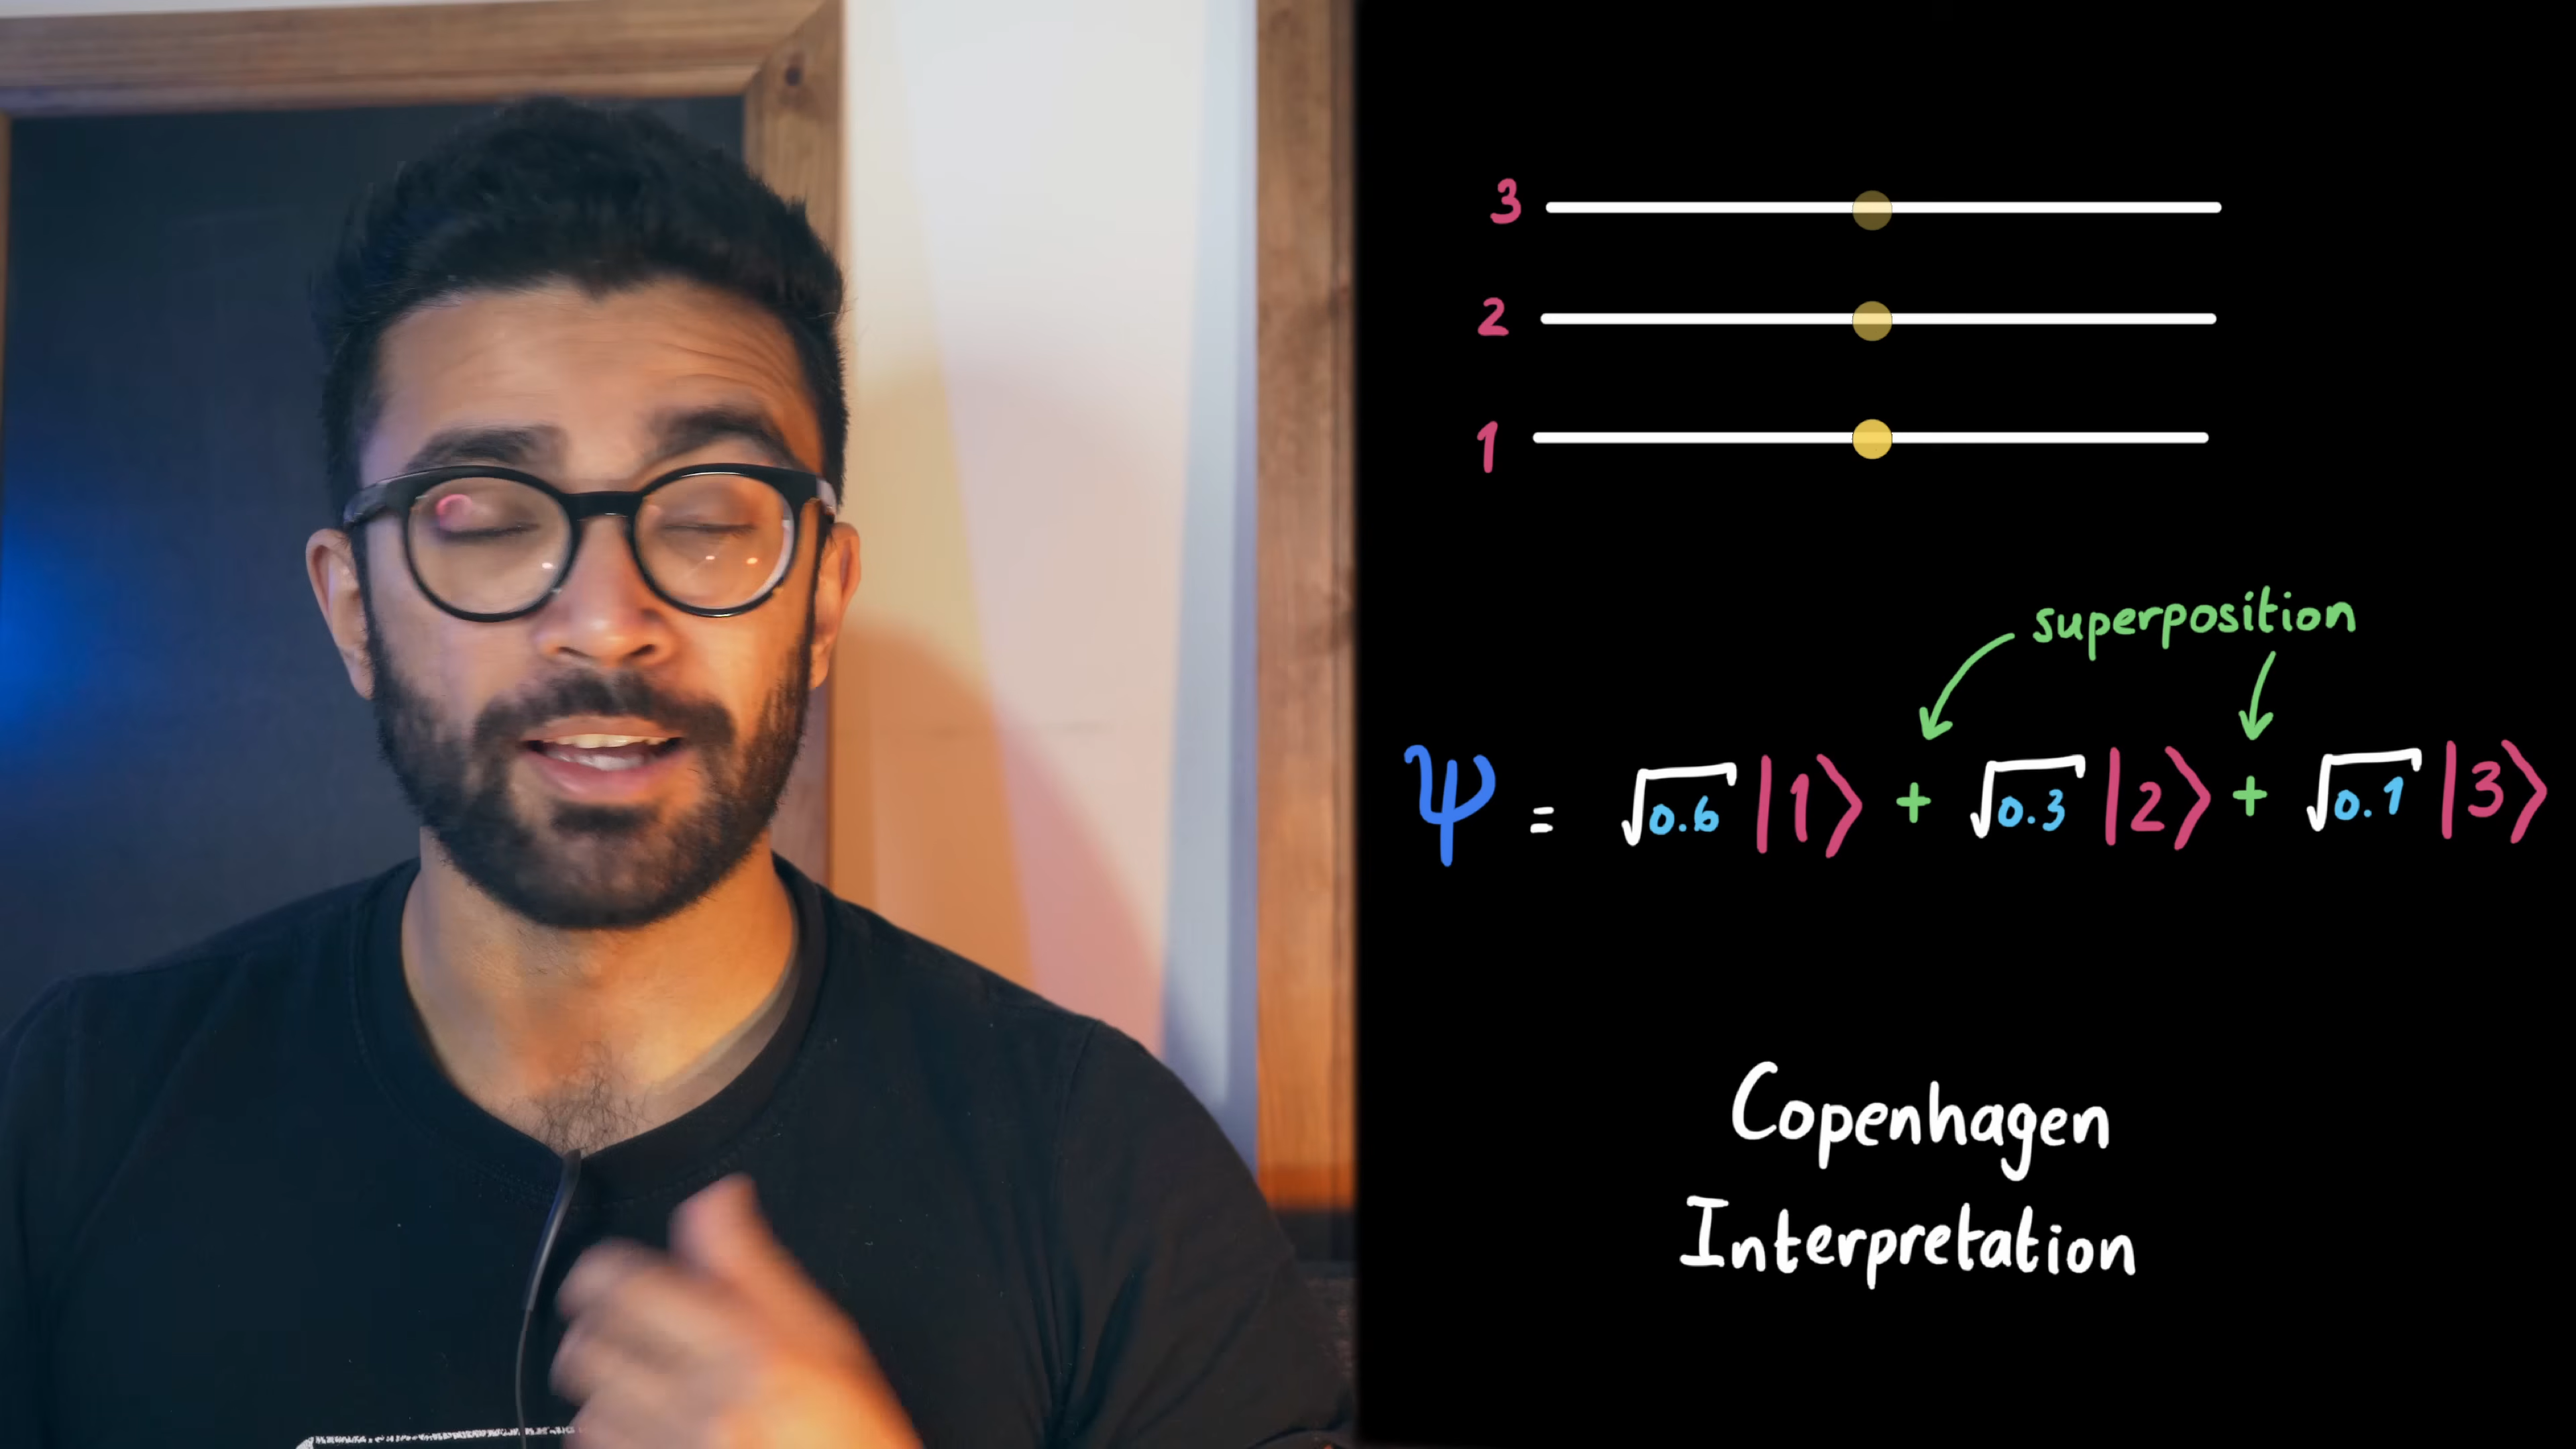 3
2
1
superposition
ψ = √0.6 |1⟩ + √0.3 |2⟩ + √0.1 |3⟩
Copenhagen
Interpretation